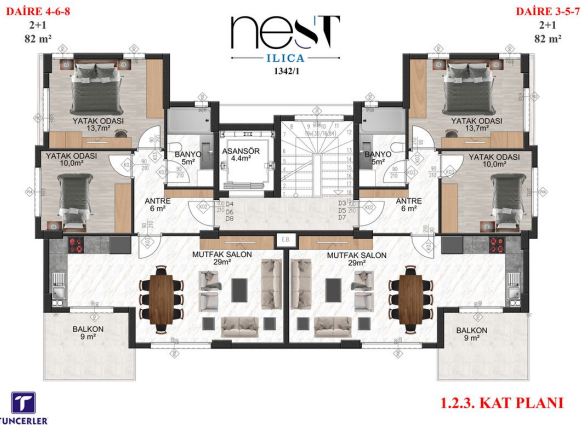 DAİRE 4-6-8
2+1
82 m²
nest
ILICA
1342/1
DAİRE 3-5-7
2+1
82 m²
YATAK ODASI
13,7m²
YATAK ODASI
13,7m²
BANYO
5m²
ASANSÖR
4.4m²
BANYO
5m²
YATAK ODASI
10,0m²
YATAK ODASI
10,0m²
ANTRE
6 m²
D4
D6
D8
D3
D5
D7
ANTRE
6 m²
MUTFAK SALON
29m²
MUTFAK SALON
29m²
BALKON
9 m²
BALKON
9 m²
1.2.3. KAT PLANI
TUNCERLER